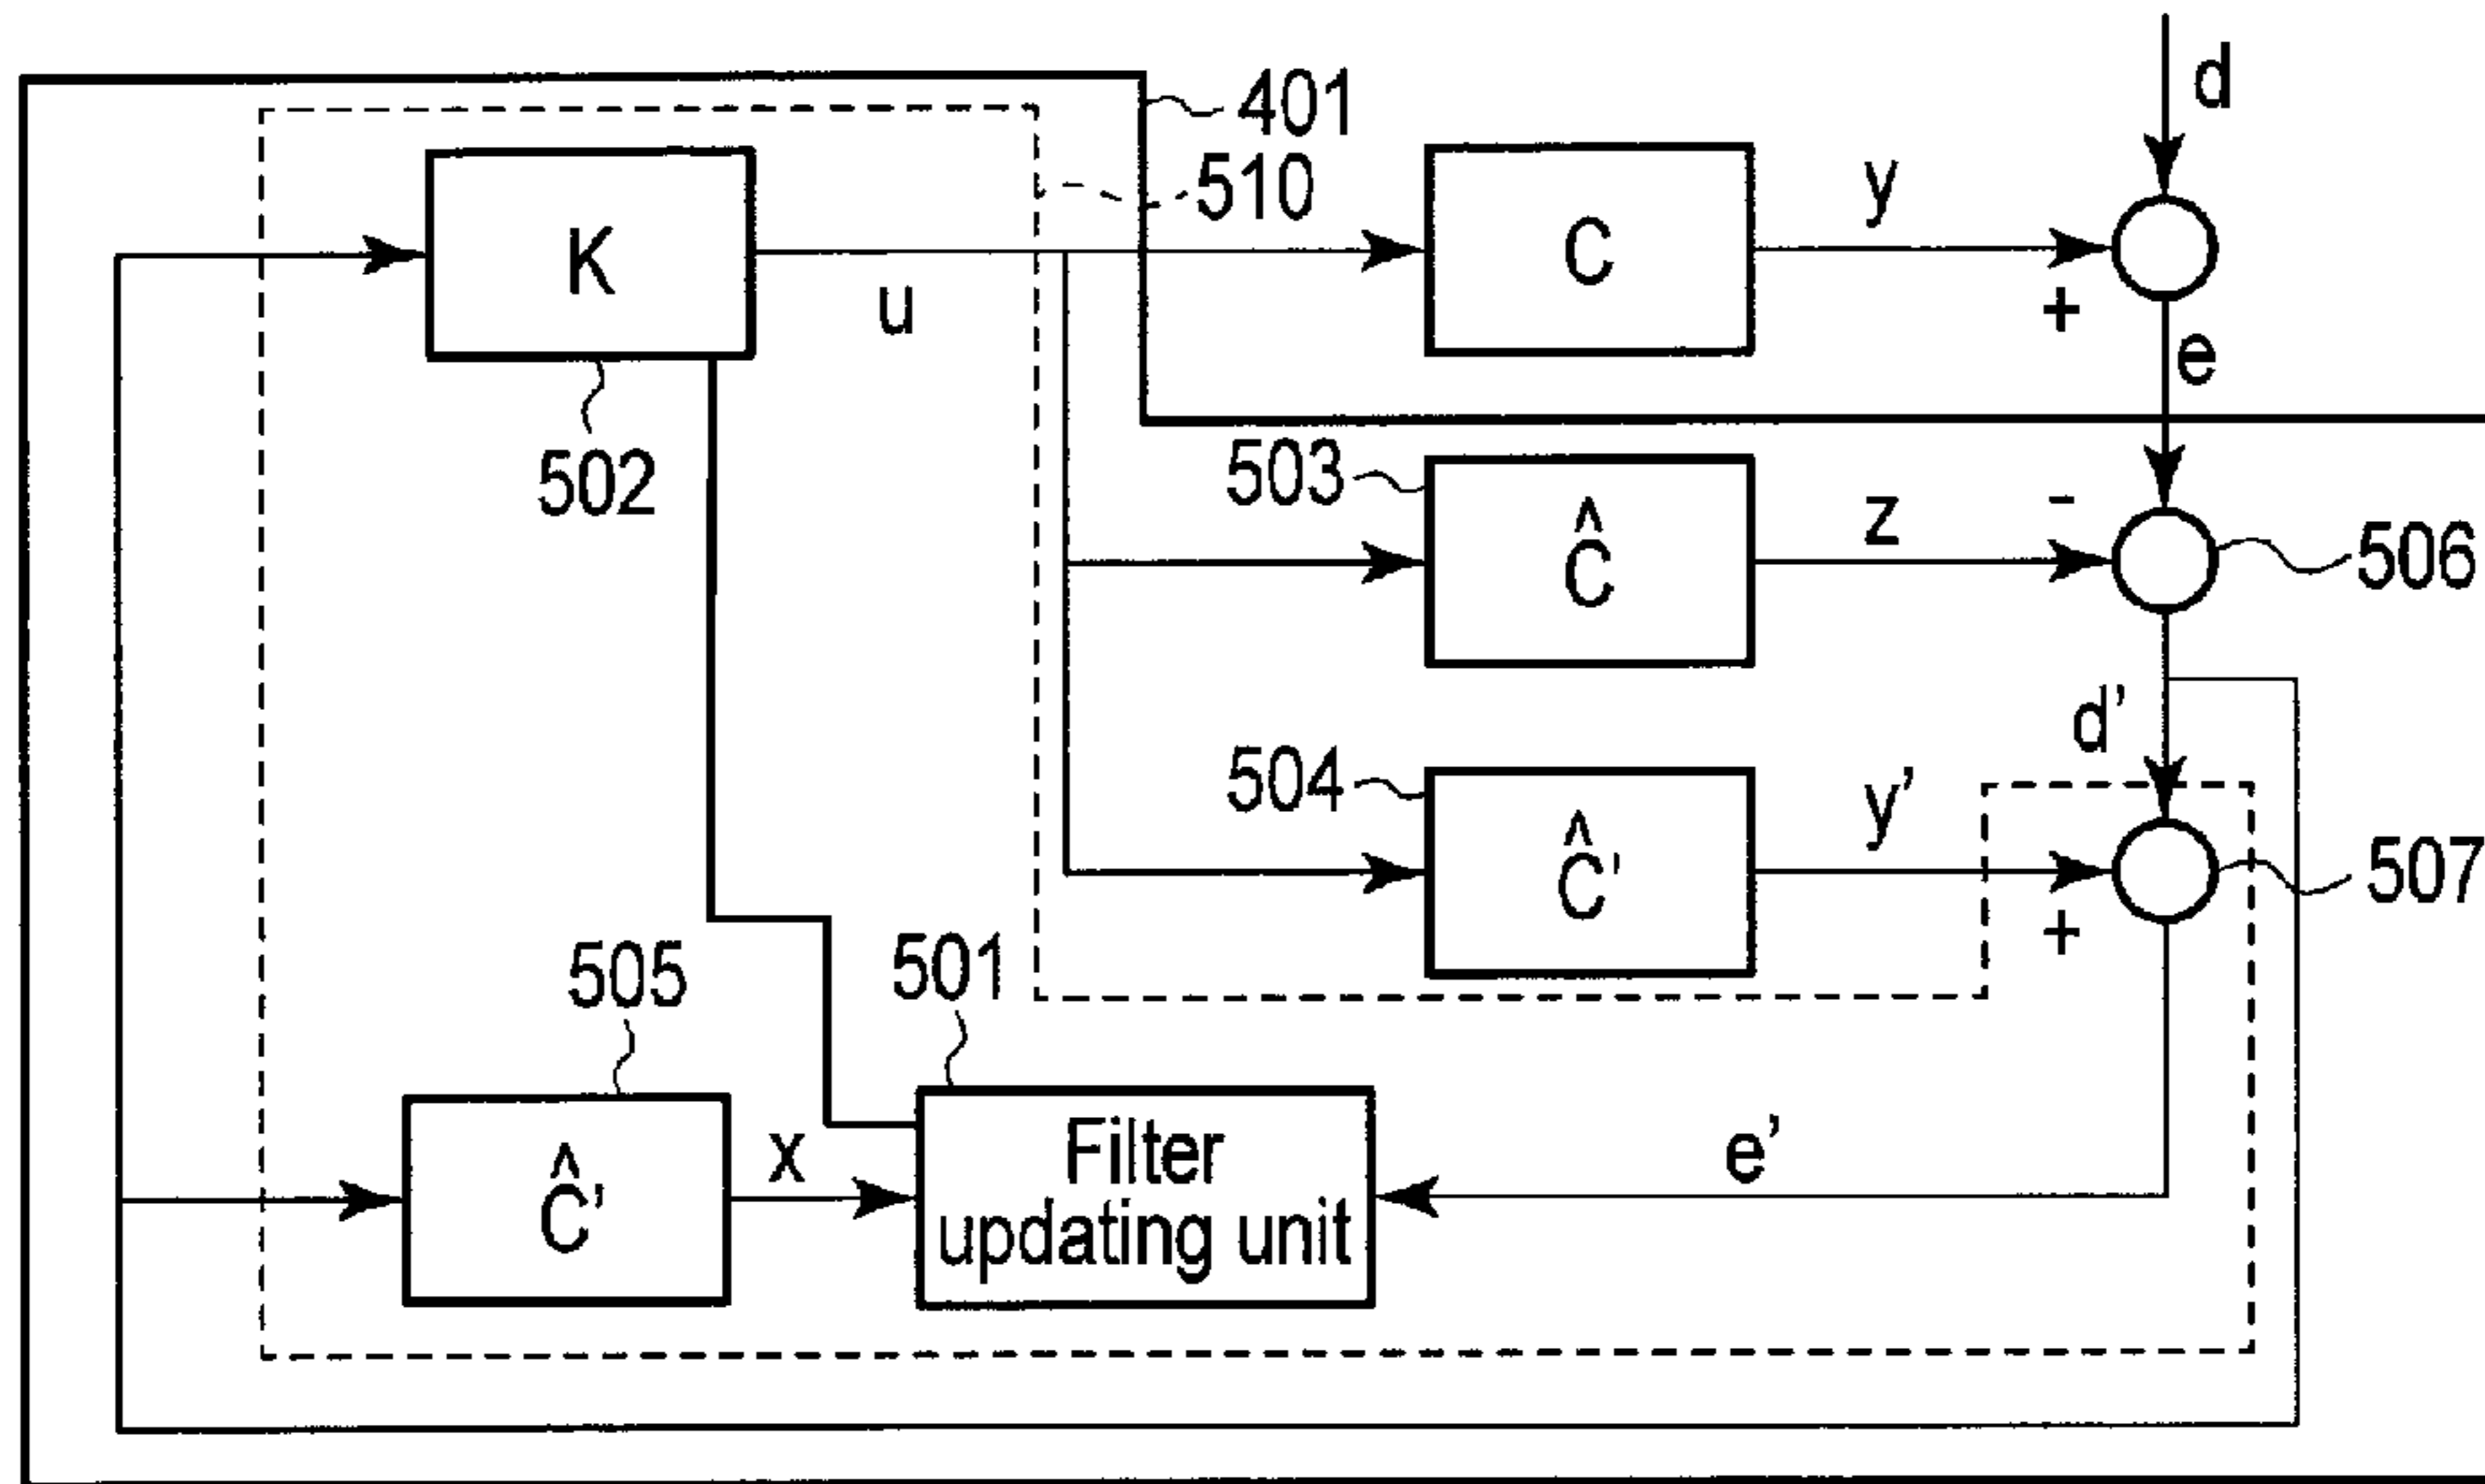 d
401
510
K
C
y
+
u
e
502
503
Ĉ
z
-
506
d'
504
Ĉ'
y'
+
507
505
501
Ĉ'
x
Filter
updating unit
e'